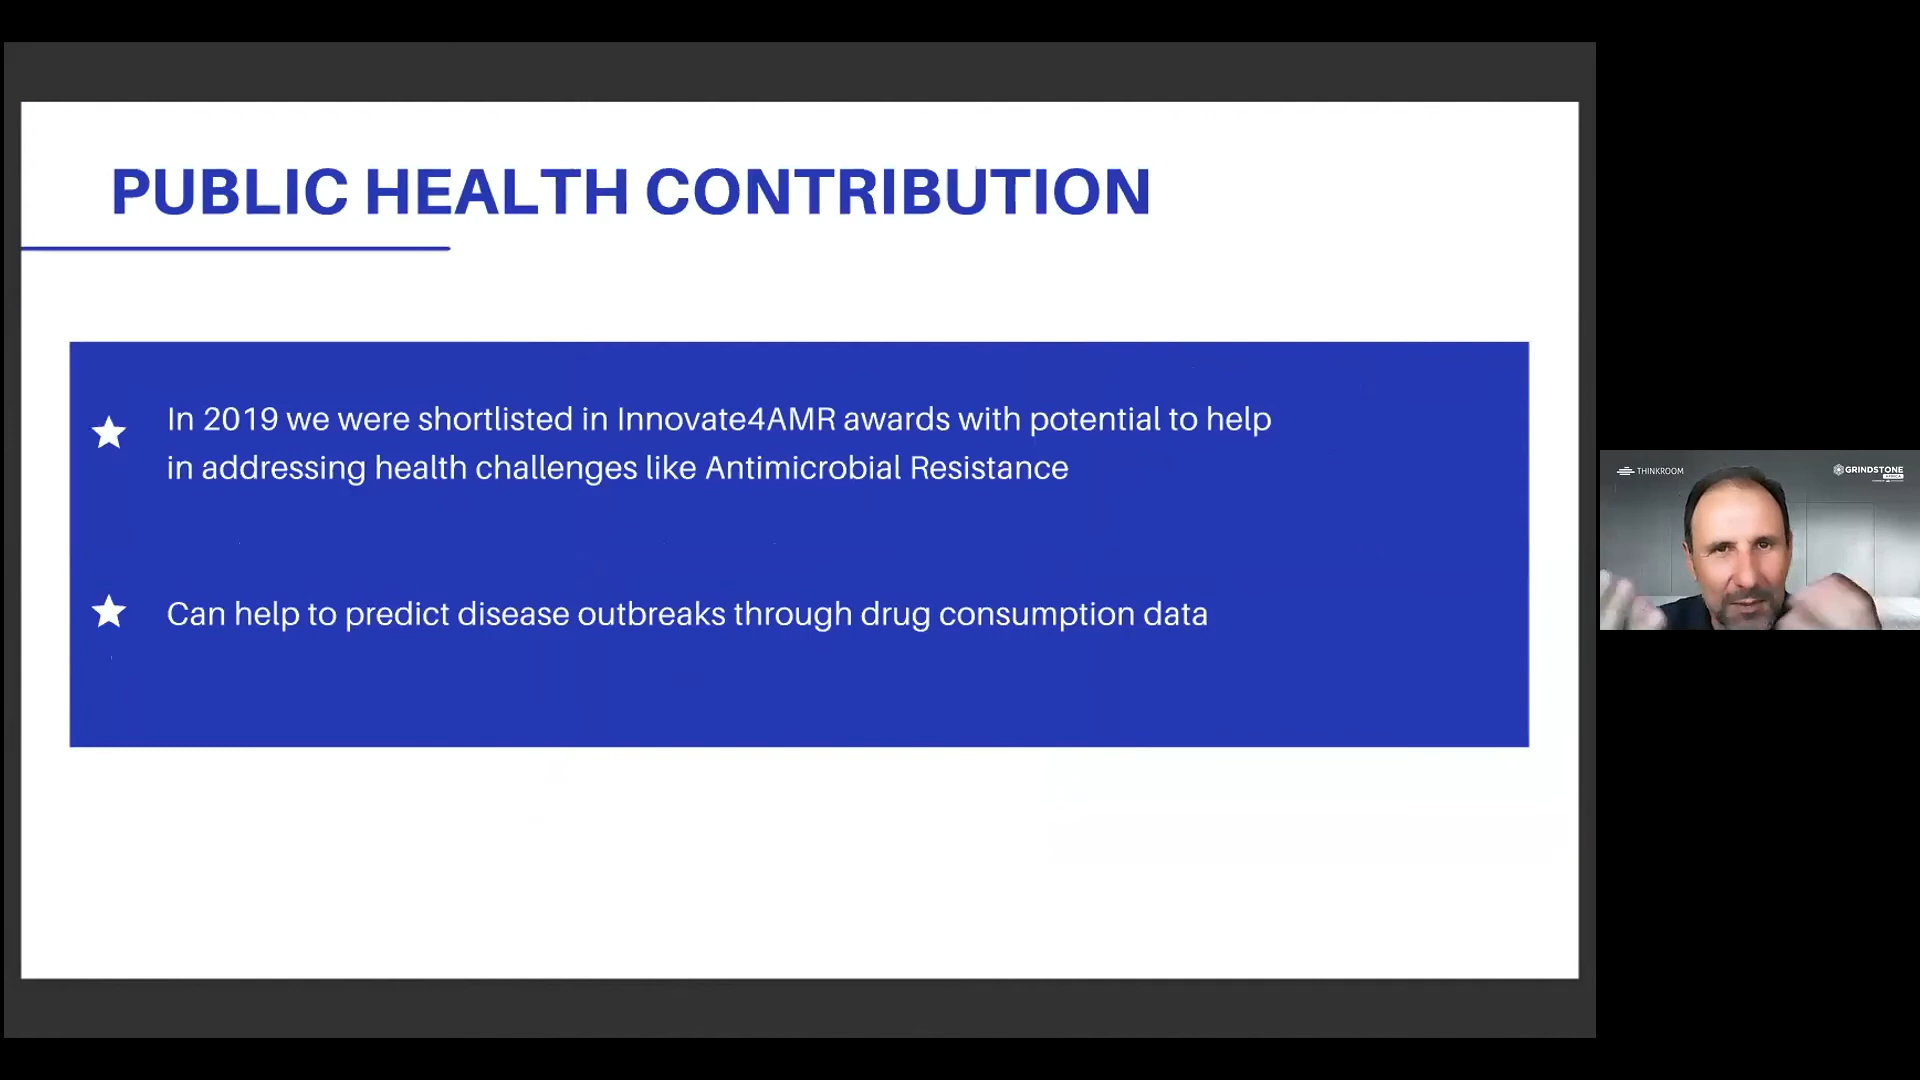 PUBLIC HEALTH CONTRIBUTION
In 2019 we were shortlisted in Innovate4AMR awards with potential to help
in addressing health challenges like Antimicrobial Resistance
Can help to predict disease outbreaks through drug consumption data
THINKROOM
GRINDSTONE